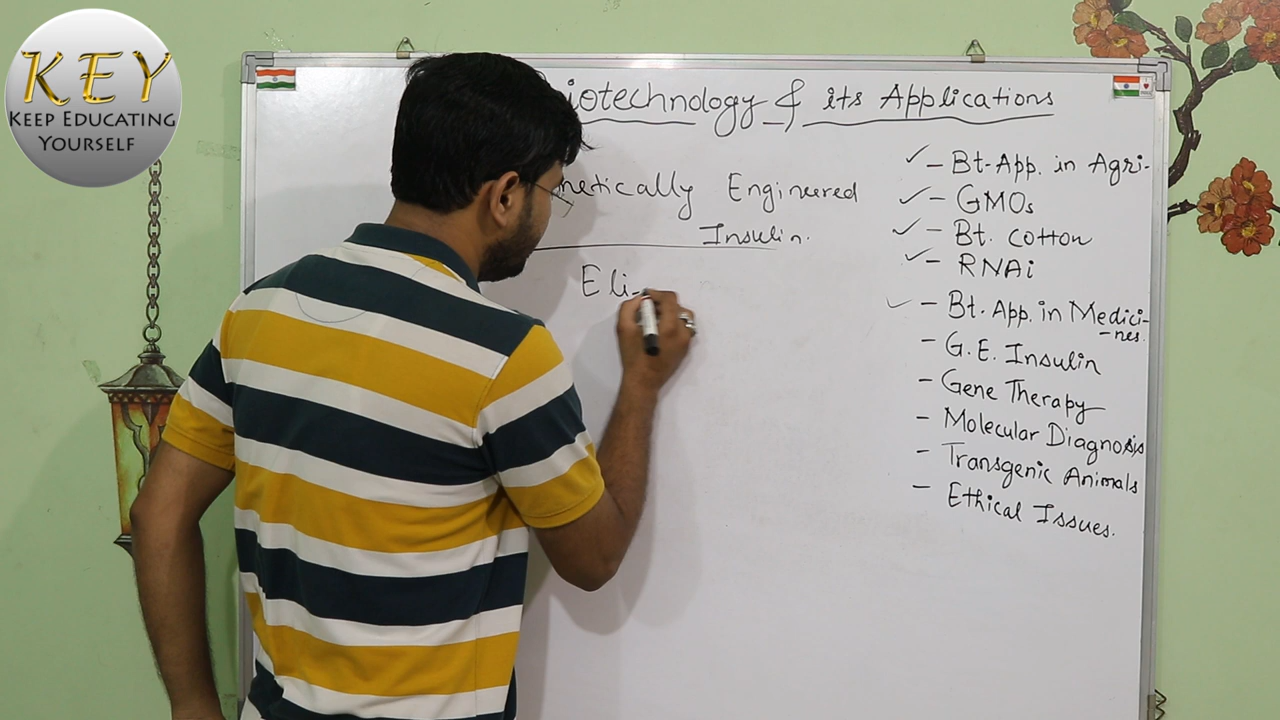 KEY
KEEP EDUCATING
YOURSELF
iotechnology & its Applications
netically Engineered
Insulin.
Eli-
✓ - Bt-App. in Agri-
✓ - GMOs
✓ - Bt. Cotton
✓ - RNAi
✓ - Bt. App. in Medici-
-nes.
- G.E. Insulin
- Gene Therapy
- Molecular Diagnosis
- Transgenic Animals
- Ethical Issues.